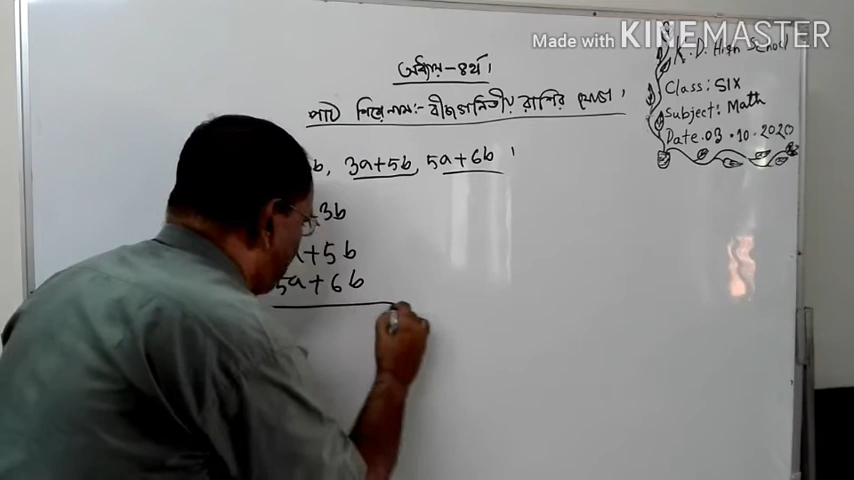 Made with KINEMASTER
K. D. High School
Class: SIX
Subject: Math
Date: 03.10.2020
অধ্যায়-৪র্থ।
পাঠ শিরোনাম:- বীজগণিতীয় রাশির যোগ।
b, 3a+5b, 5a+6b ।
3b
a+5b
5a+6b